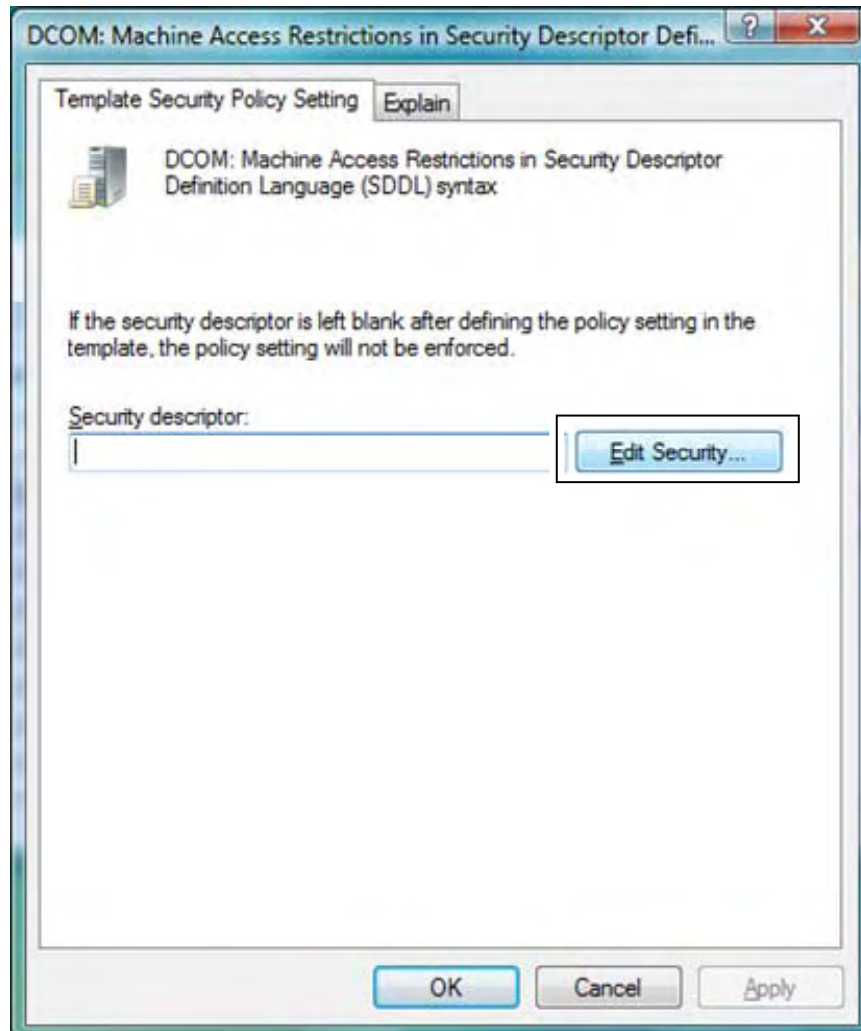 DCOM: Machine Access Restrictions in Security Descriptor Defi...
Template Security Policy Setting
Explain
DCOM: Machine Access Restrictions in Security Descriptor
Definition Language (SDDL) syntax
If the security descriptor is left blank after defining the policy setting in the
template, the policy setting will not be enforced.
Security descriptor:
Edit Security...
OK
Cancel
Apply